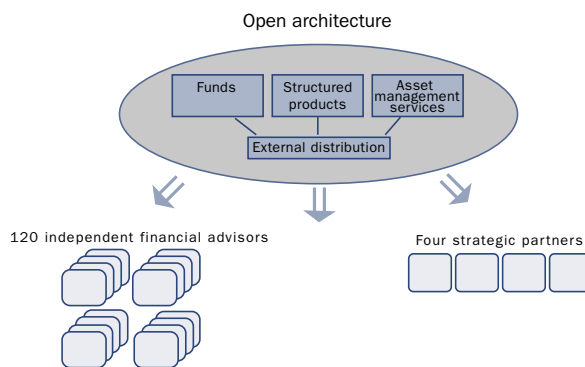 Open architecture
Funds
Structured
products
Asset
management
services
External distribution
120 independent financial advisors
Four strategic partners